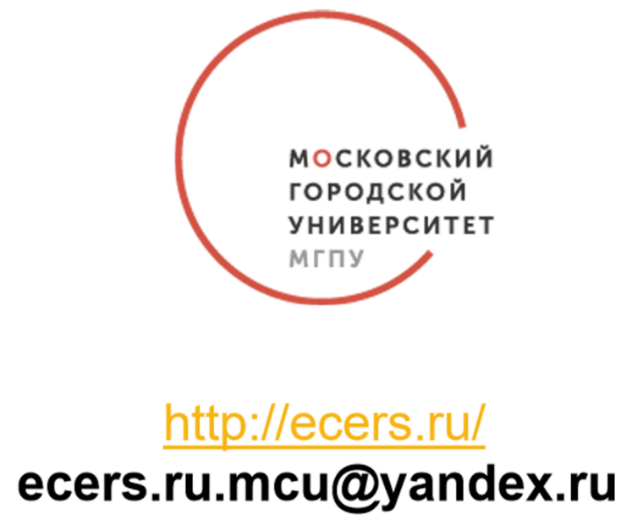 МОСКОВСКИЙ
ГОРОДСКОЙ
УНИВЕРСИТЕТ
МГПУ
http://ecers.ru/
ecers.ru.mcu@yandex.ru